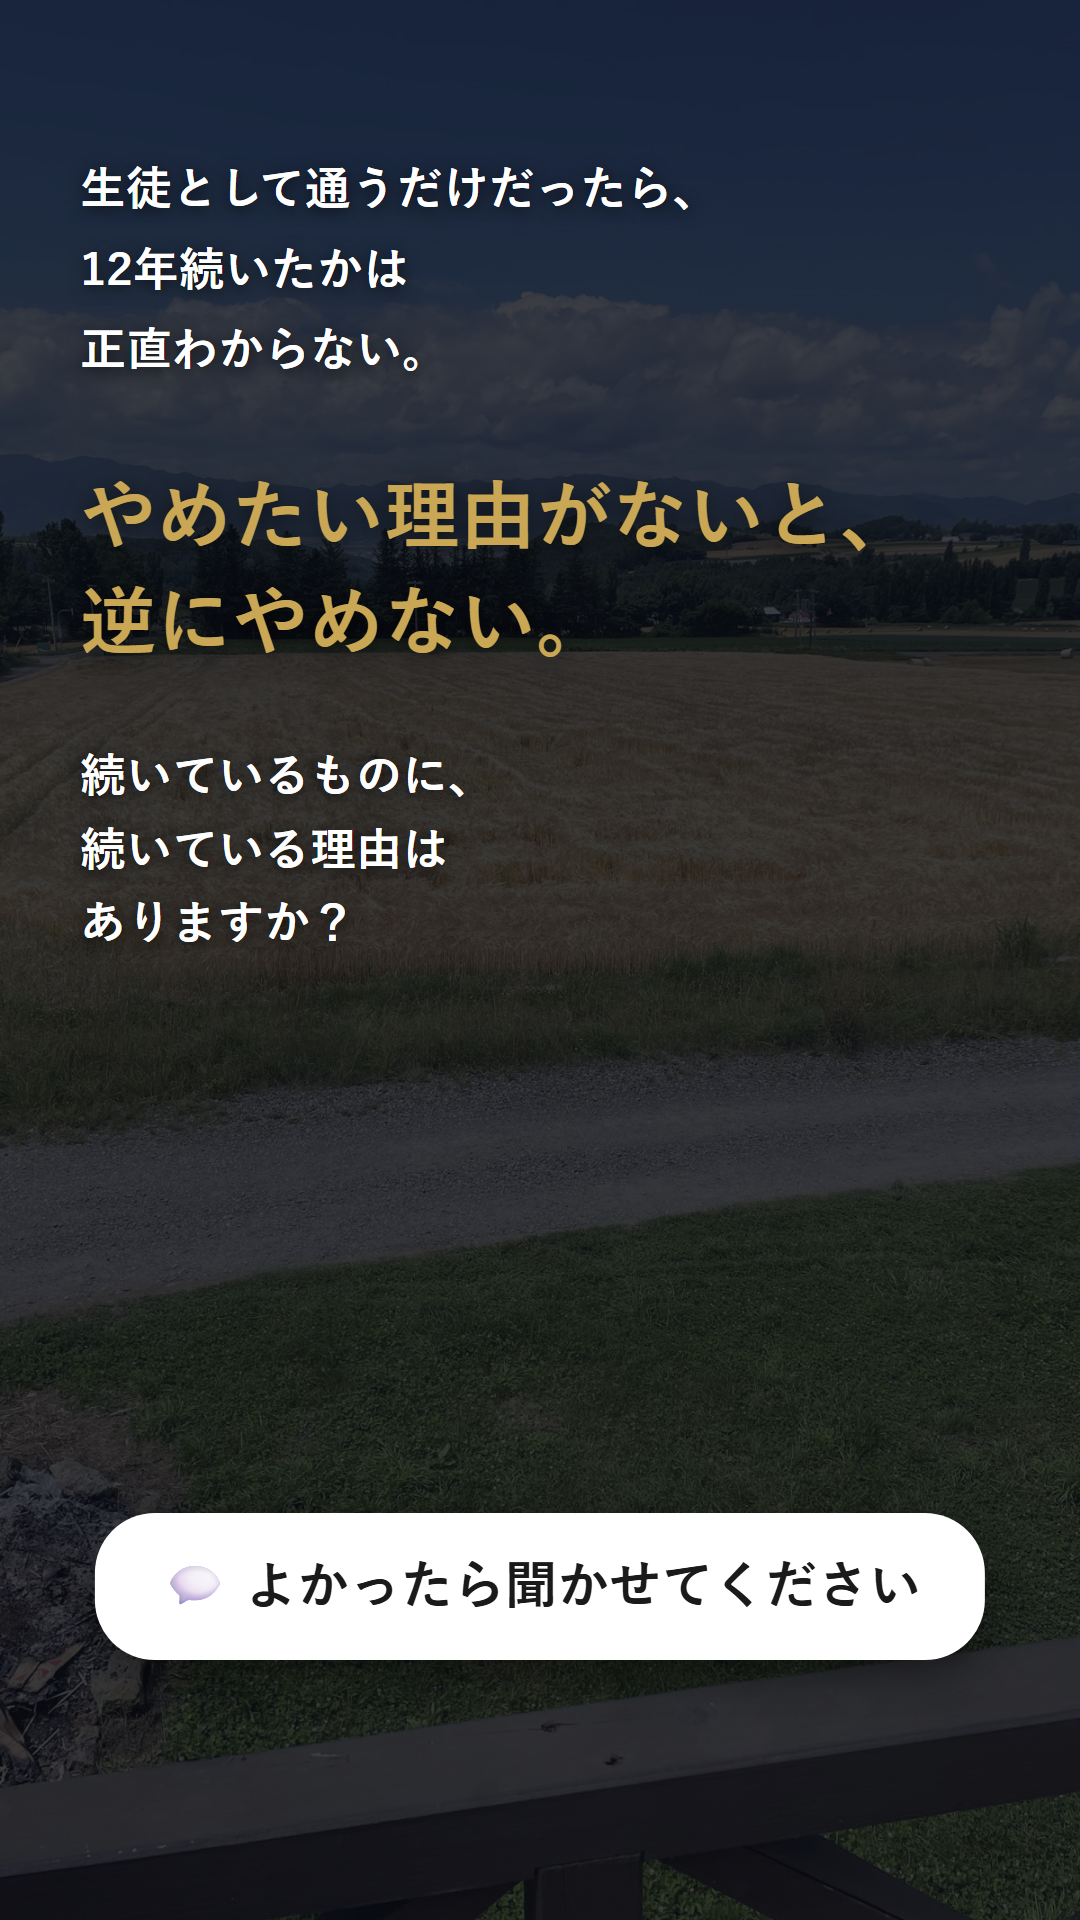 生徒として通うだけだったら、
12年続いたかは
正直わからない。
やめたい理由がないと、
逆にやめない。
続いているものに、
続いている理由は
ありますか？
よかったら聞かせてください